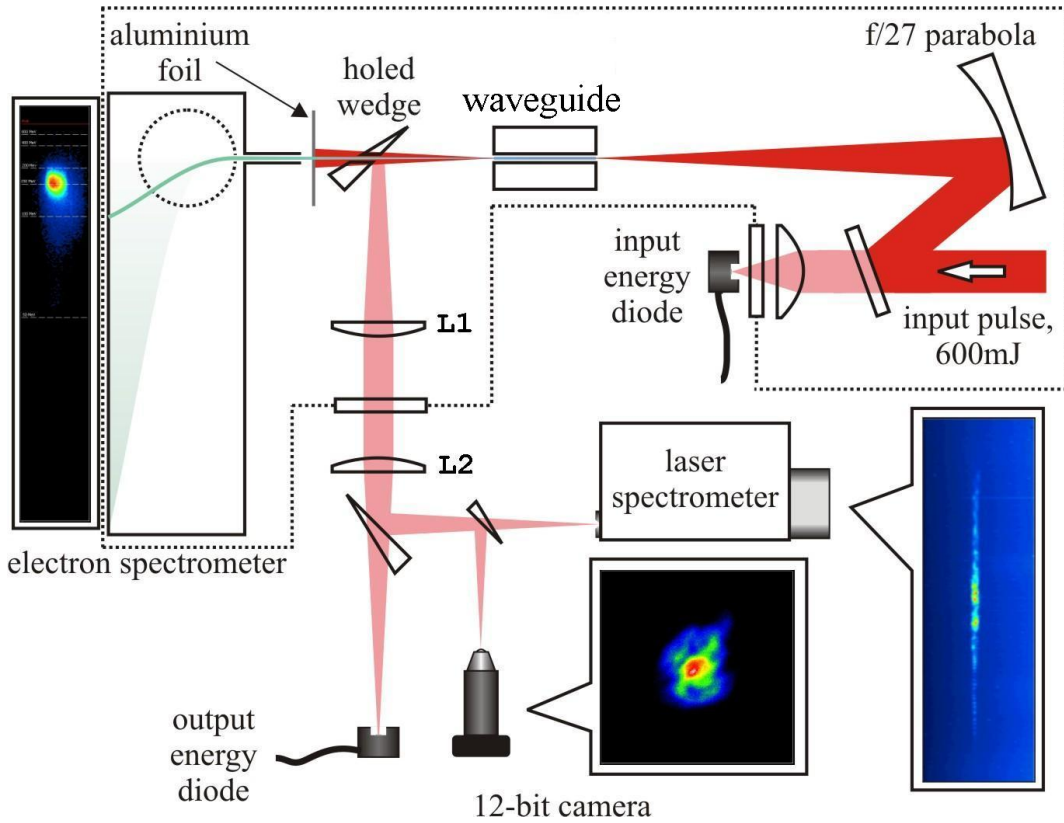 aluminium
foil
holed
wedge
waveguide
f/27 parabola
input
energy
diode
input pulse,
600mJ
L1
L2
laser
spectrometer
electron spectrometer
output
energy
diode
12-bit camera